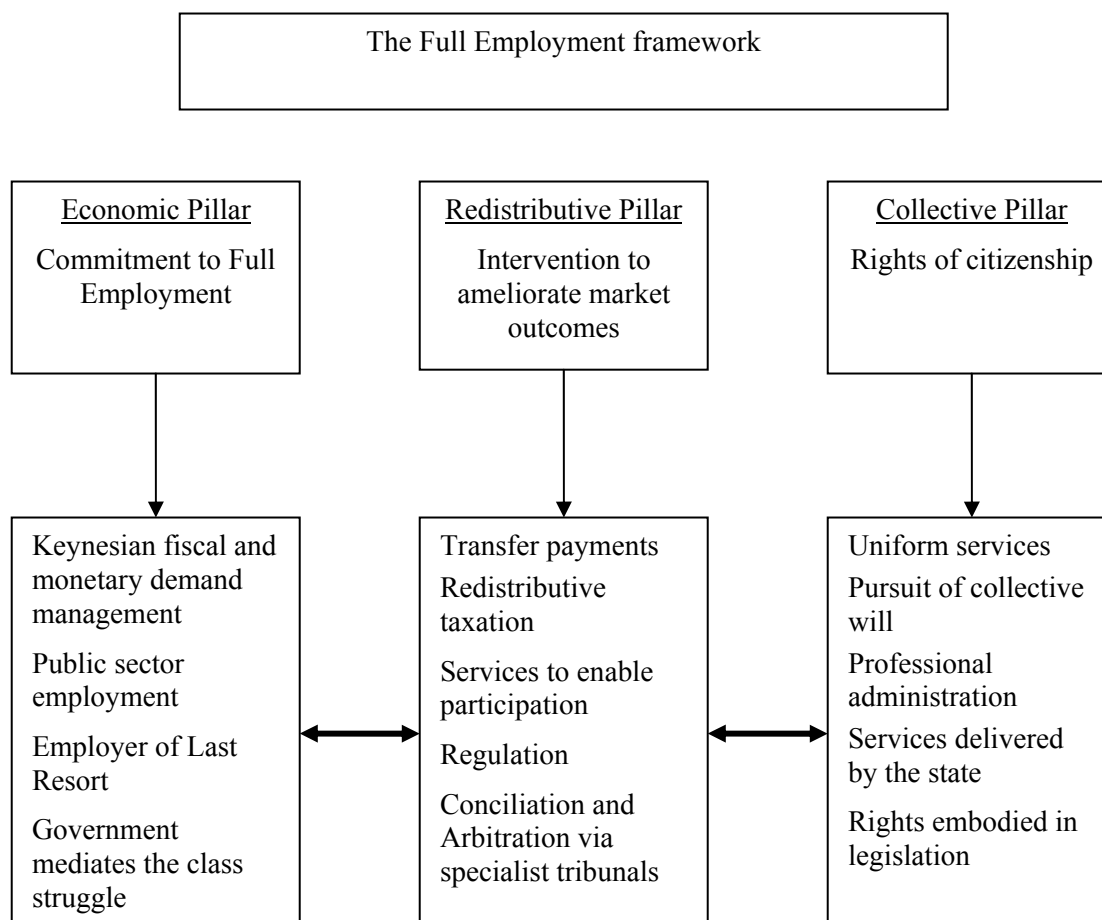 The Full Employment framework
Economic Pillar
Commitment to Full
Employment
Redistributive Pillar
Intervention to
ameliorate market
outcomes
Collective Pillar
Rights of citizenship
Keynesian fiscal and
monetary demand
management
Public sector
employment
Employer of Last
Resort
Government
mediates the class
struggle
Transfer payments
Redistributive
taxation
Services to enable
participation
Regulation
Conciliation and
Arbitration via
specialist tribunals
Uniform services
Pursuit of collective
will
Professional
administration
Services delivered
by the state
Rights embodied in
legislation